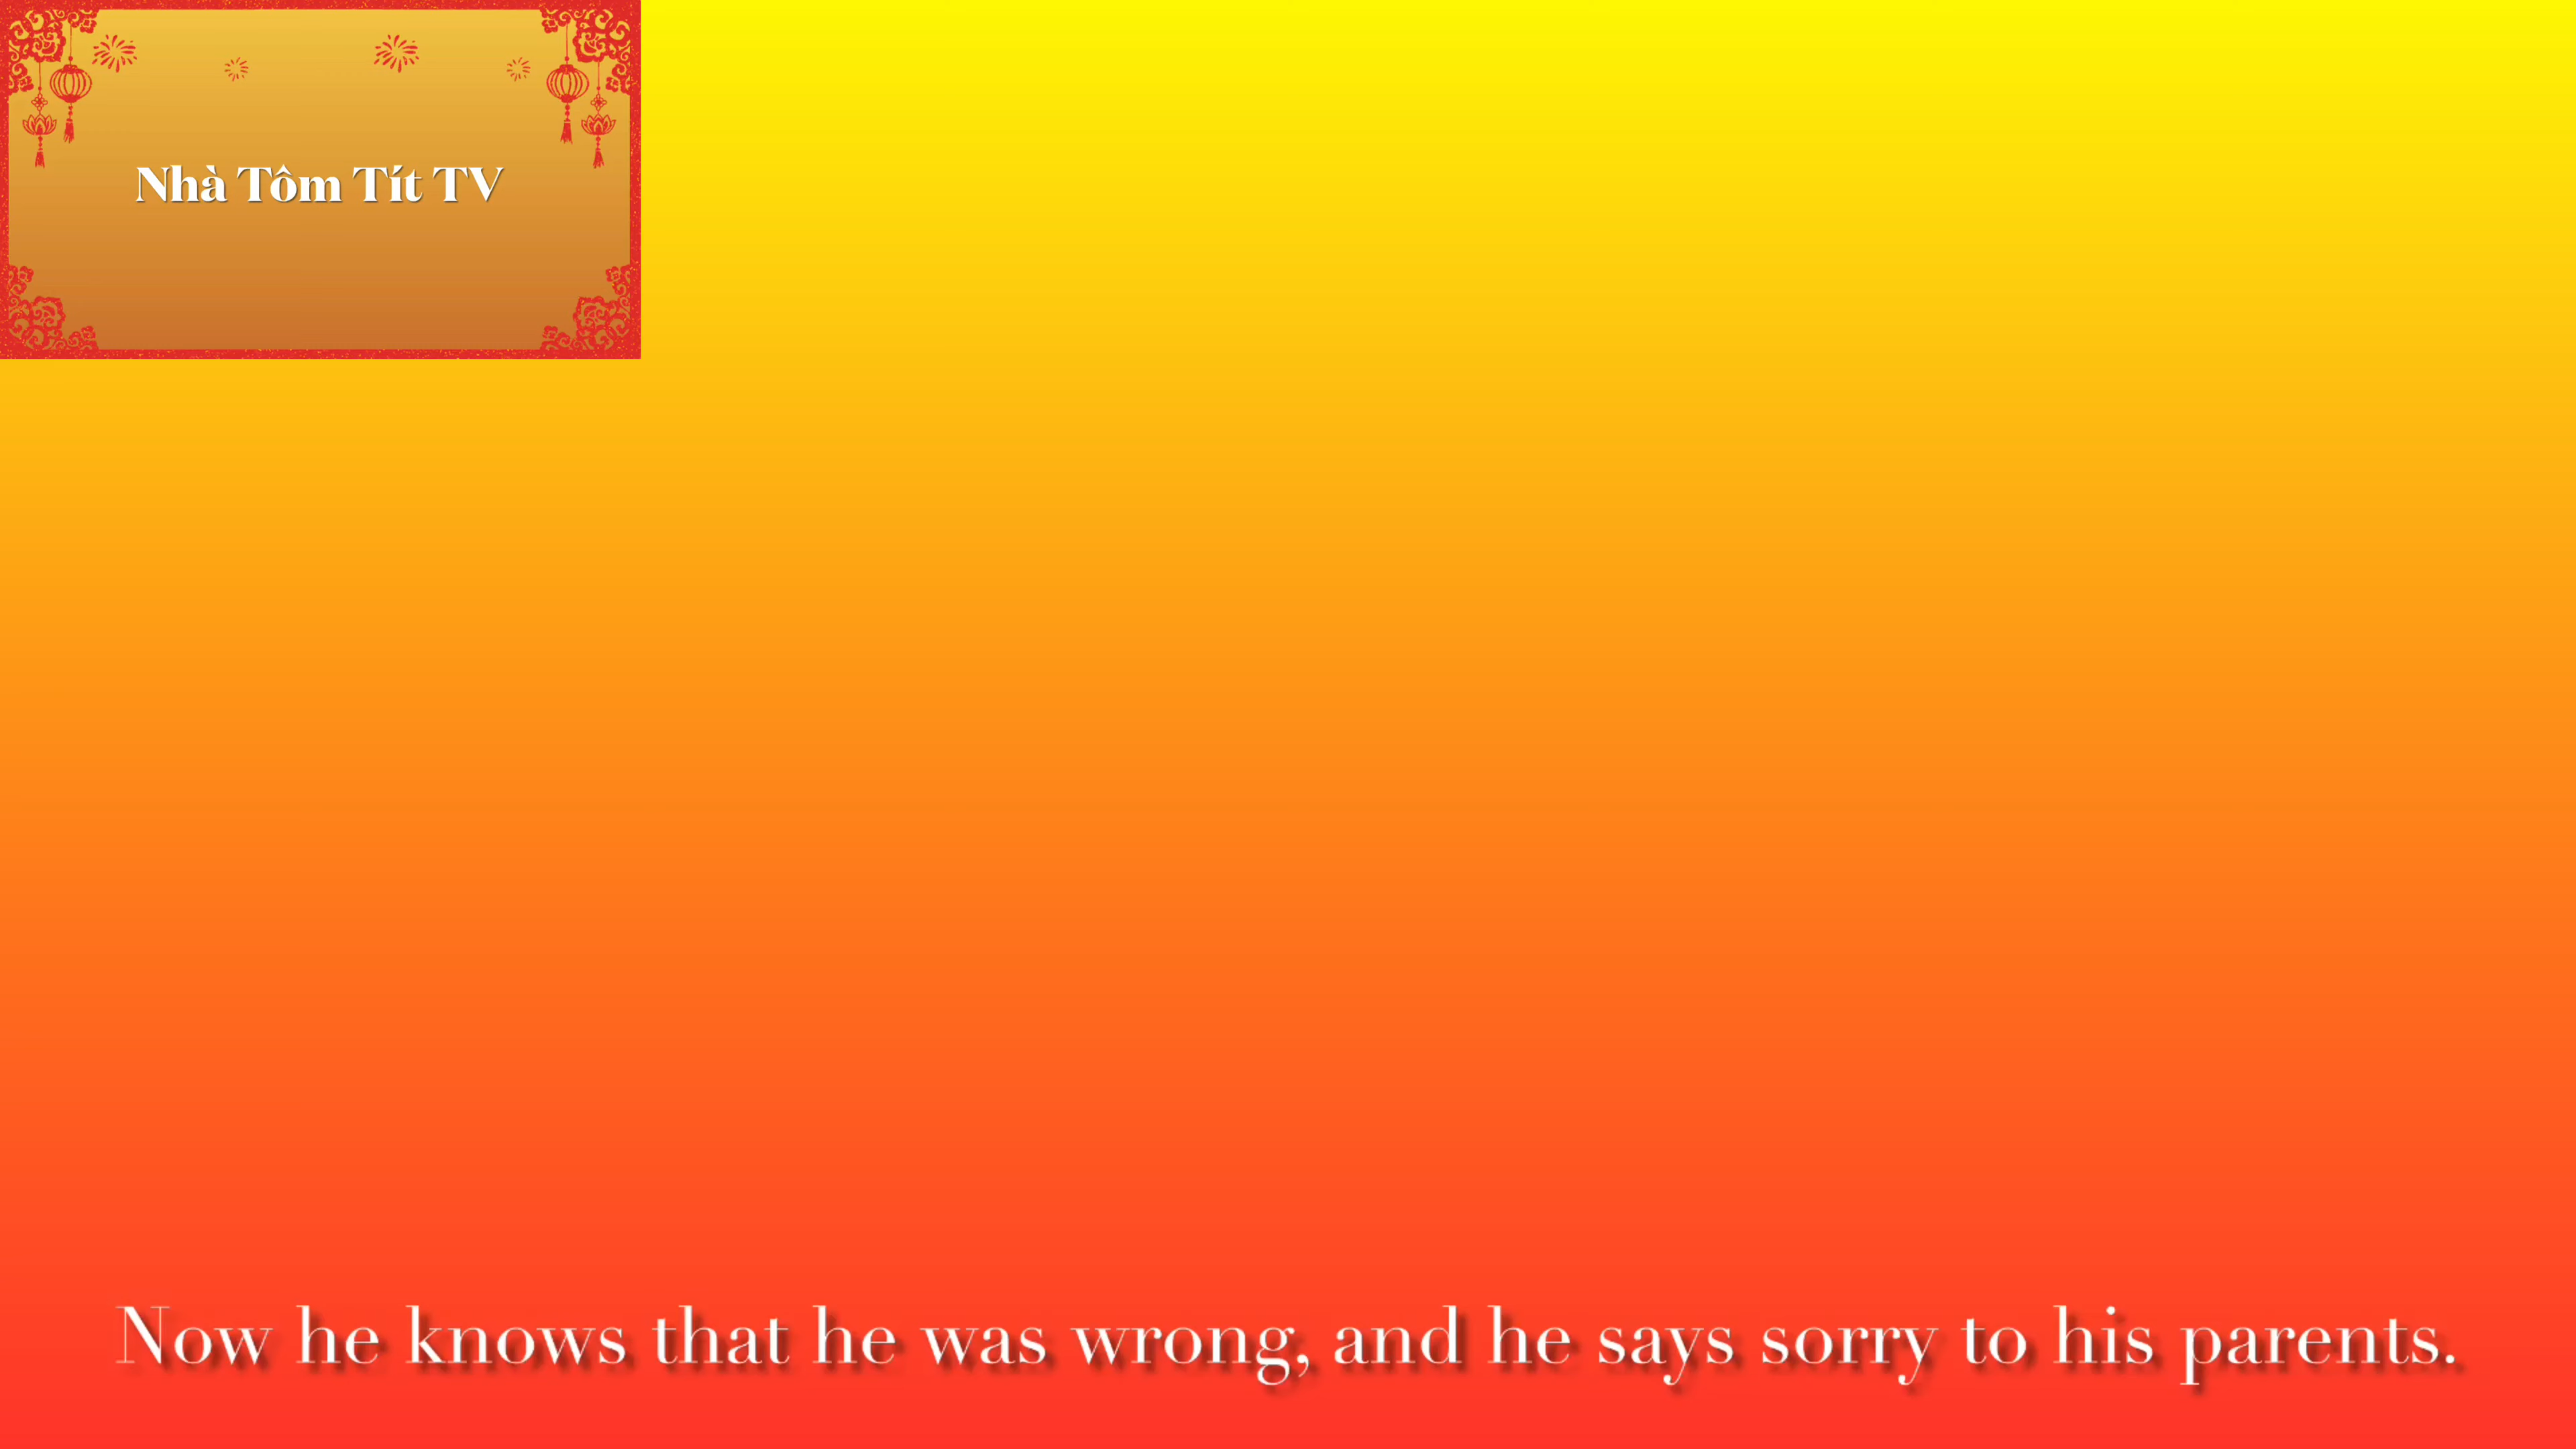 Nhà Tôm Tít TV
Now he knows that he was wrong, and he says sorry to his parents.